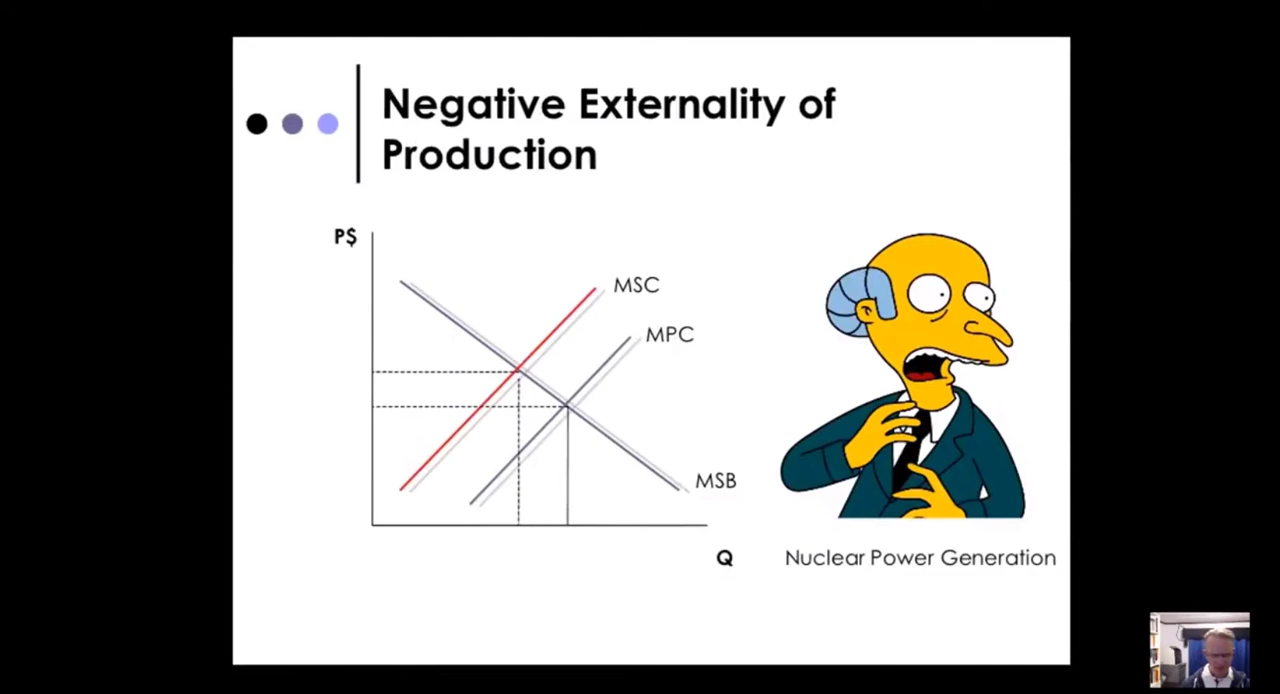 Negative Externality of
Production
P$
MSC
MPC
MSB
Q
Nuclear Power Generation